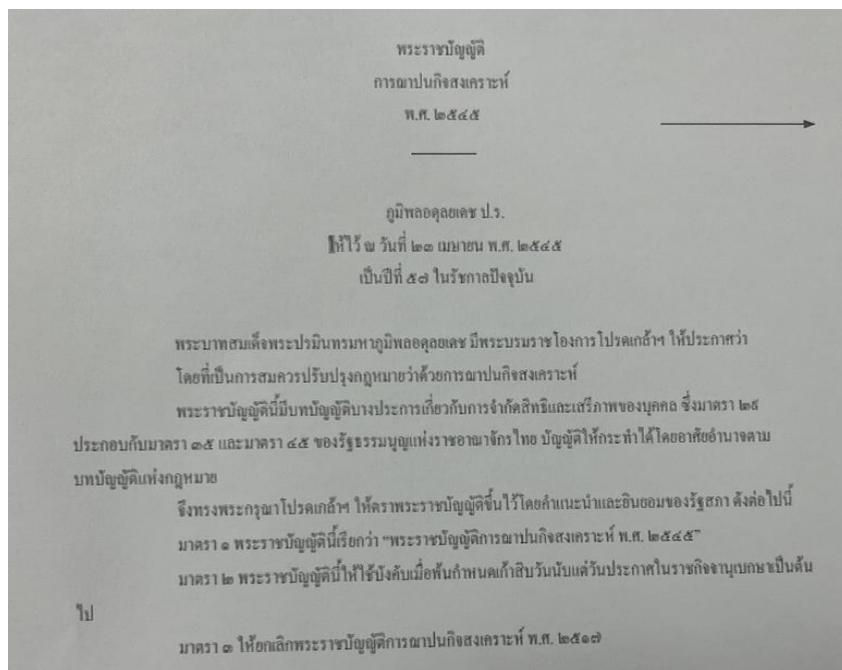 พระราชบัญญัติ
การฌาปนกิจสงเคราะห์
พ.ศ. ๒๕๔๕
ภูมิพลอดุลยเดช ป.ร.
ให้ไว้ ณ วันที่ ๒๓ เมษายน พ.ศ. ๒๕๔๕
เป็นปีที่ ๕๗ ในรัชกาลปัจจุบัน
พระบาทสมเด็จพระปรมินทรมหาภูมิพลอดุลยเดช มีพระบรมราชโองการโปรดเกล้าฯ ให้ประกาศว่า
โดยที่เป็นการสมควรปรับปรุงกฎหมายว่าด้วยการฌาปนกิจสงเคราะห์
พระราชบัญญัตินี้มีบทบัญญัติบางประการเกี่ยวกับการจำกัดสิทธิและเสรีภาพของบุคคล ซึ่งมาตรา ๒๙
ประกอบกับมาตรา ๓๕ และมาตรา ๔๕ ของรัฐธรรมนูญแห่งราชอาณาจักรไทย บัญญัติให้กระทำได้โดยอาศัยอำนาจตาม
บทบัญญัติแห่งกฎหมาย
จึงทรงพระกรุณาโปรดเกล้าฯ ให้ตราพระราชบัญญัติขึ้นไว้โดยคำแนะนำและยินยอมของรัฐสภา ดังต่อไปนี้
มาตรา ๑ พระราชบัญญัตินี้เรียกว่า “พระราชบัญญัติการฌาปนกิจสงเคราะห์ พ.ศ. ๒๕๔๕”
มาตรา ๒ พระราชบัญญัตินี้ให้ใช้บังคับเมื่อพ้นกำหนดเก้าสิบวันนับแต่วันประกาศในราชกิจจานุเบกษาเป็นต้น
ไป
มาตรา ๓ ให้ยกเลิกพระราชบัญญัติการฌาปนกิจสงเคราะห์ พ.ศ. ๒๕๑๗